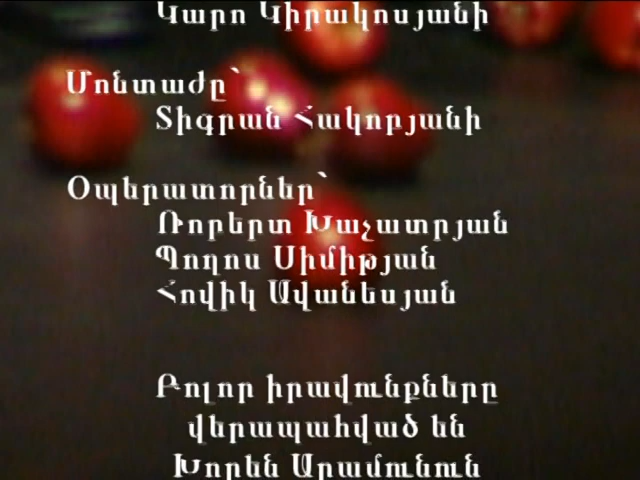 Կարո Կիրակոսյանի
Մոնտաժը՝
Տիգրան Հակոբյանի
Օպերատորներ՝
Ռոբերտ Խաչատրյան
Պողոս Սիմիթյան
Հովիկ Ավանեսյան
Բոլոր իրավունքները
վերապահված են
Խորեն Արամունուն